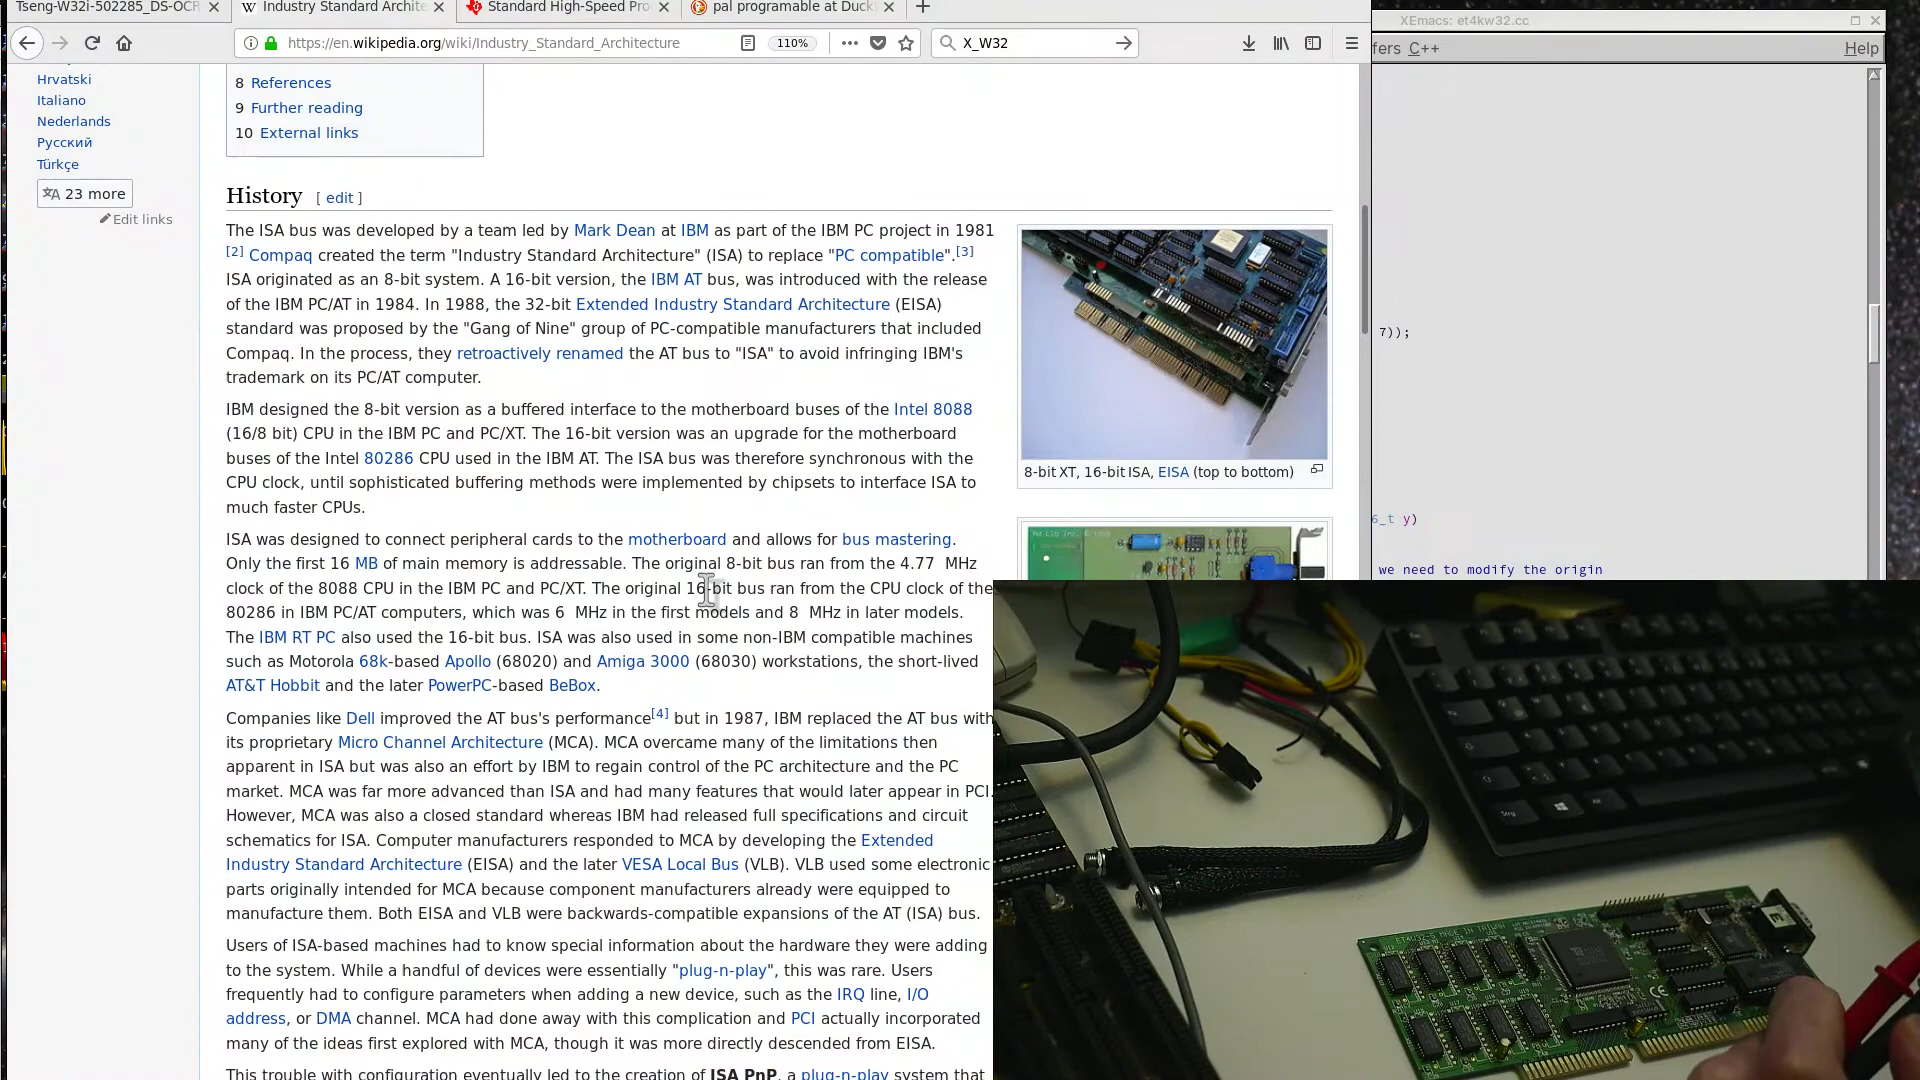 Tseng-W32i-502285_DS-OCR
Industry Standard Archite
Standard High-Speed Pro
pal programable at Duck
XEmacs: et4kw32.cc
https://en.wikipedia.org/wiki/Industry_Standard_Architecture
110%
X_W32
fers C++
Help
Hrvatski
Italiano
Nederlands
Русский
Türkçe
23 more
Edit links
8 References
9 Further reading
10 External links
History [ edit ]
The ISA bus was developed by a team led by Mark Dean at IBM as part of the IBM PC project in 1981
[2] Compaq created the term "Industry Standard Architecture" (ISA) to replace "PC compatible".[3]
ISA originated as an 8-bit system. A 16-bit version, the IBM AT bus, was introduced with the release
of the IBM PC/AT in 1984. In 1988, the 32-bit Extended Industry Standard Architecture (EISA)
standard was proposed by the "Gang of Nine" group of PC-compatible manufacturers that included
Compaq. In the process, they retroactively renamed the AT bus to "ISA" to avoid infringing IBM's
trademark on its PC/AT computer.
IBM designed the 8-bit version as a buffered interface to the motherboard buses of the Intel 8088
(16/8 bit) CPU in the IBM PC and PC/XT. The 16-bit version was an upgrade for the motherboard
buses of the Intel 80286 CPU used in the IBM AT. The ISA bus was therefore synchronous with the
CPU clock, until sophisticated buffering methods were implemented by chipsets to interface ISA to
much faster CPUs.
ISA was designed to connect peripheral cards to the motherboard and allows for bus mastering.
Only the first 16 MB of main memory is addressable. The original 8-bit bus ran from the 4.77 MHz
clock of the 8088 CPU in the IBM PC and PC/XT. The original 16-bit bus ran from the CPU clock of the
80286 in IBM PC/AT computers, which was 6 MHz in the first models and 8 MHz in later models.
The IBM RT PC also used the 16-bit bus. ISA was also used in some non-IBM compatible machines
such as Motorola 68k-based Apollo (68020) and Amiga 3000 (68030) workstations, the short-lived
AT&T Hobbit and the later PowerPC-based BeBox.
Companies like Dell improved the AT bus's performance[4] but in 1987, IBM replaced the AT bus with
its proprietary Micro Channel Architecture (MCA). MCA overcame many of the limitations then
apparent in ISA but was also an effort by IBM to regain control of the PC architecture and the PC
market. MCA was far more advanced than ISA and had many features that would later appear in PCI.
However, MCA was also a closed standard whereas IBM had released full specifications and circuit
schematics for ISA. Computer manufacturers responded to MCA by developing the Extended
Industry Standard Architecture (EISA) and the later VESA Local Bus (VLB). VLB used some electronic
parts originally intended for MCA because component manufacturers already were equipped to
manufacture them. Both EISA and VLB were backwards-compatible expansions of the AT (ISA) bus.
Users of ISA-based machines had to know special information about the hardware they were adding
to the system. While a handful of devices were essentially "plug-n-play", this was rare. Users
frequently had to configure parameters when adding a new device, such as the IRQ line, I/O
address, or DMA channel. MCA had done away with this complication and PCI actually incorporated
many of the ideas first explored with MCA, though it was more directly descended from EISA.
This trouble with configuration eventually led to the creation of ISA PnP, a plug-n-play system that
8-bit XT, 16-bit ISA, EISA (top to bottom)
7));
6_t y)
we need to modify the origin